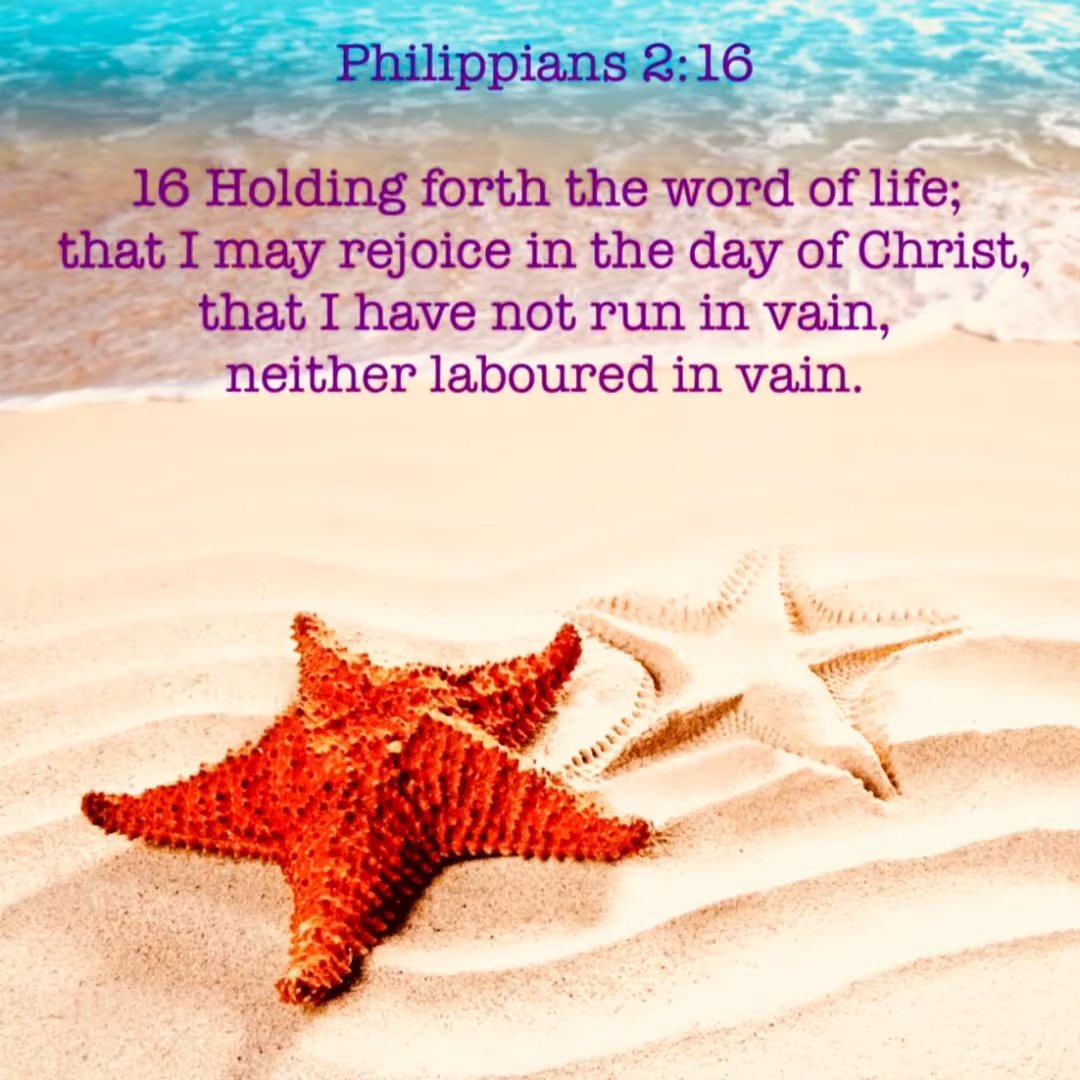 Philippians 2:16
16 Holding forth the word of life;
that I may rejoice in the day of Christ,
that I have not run in vain,
neither laboured in vain.